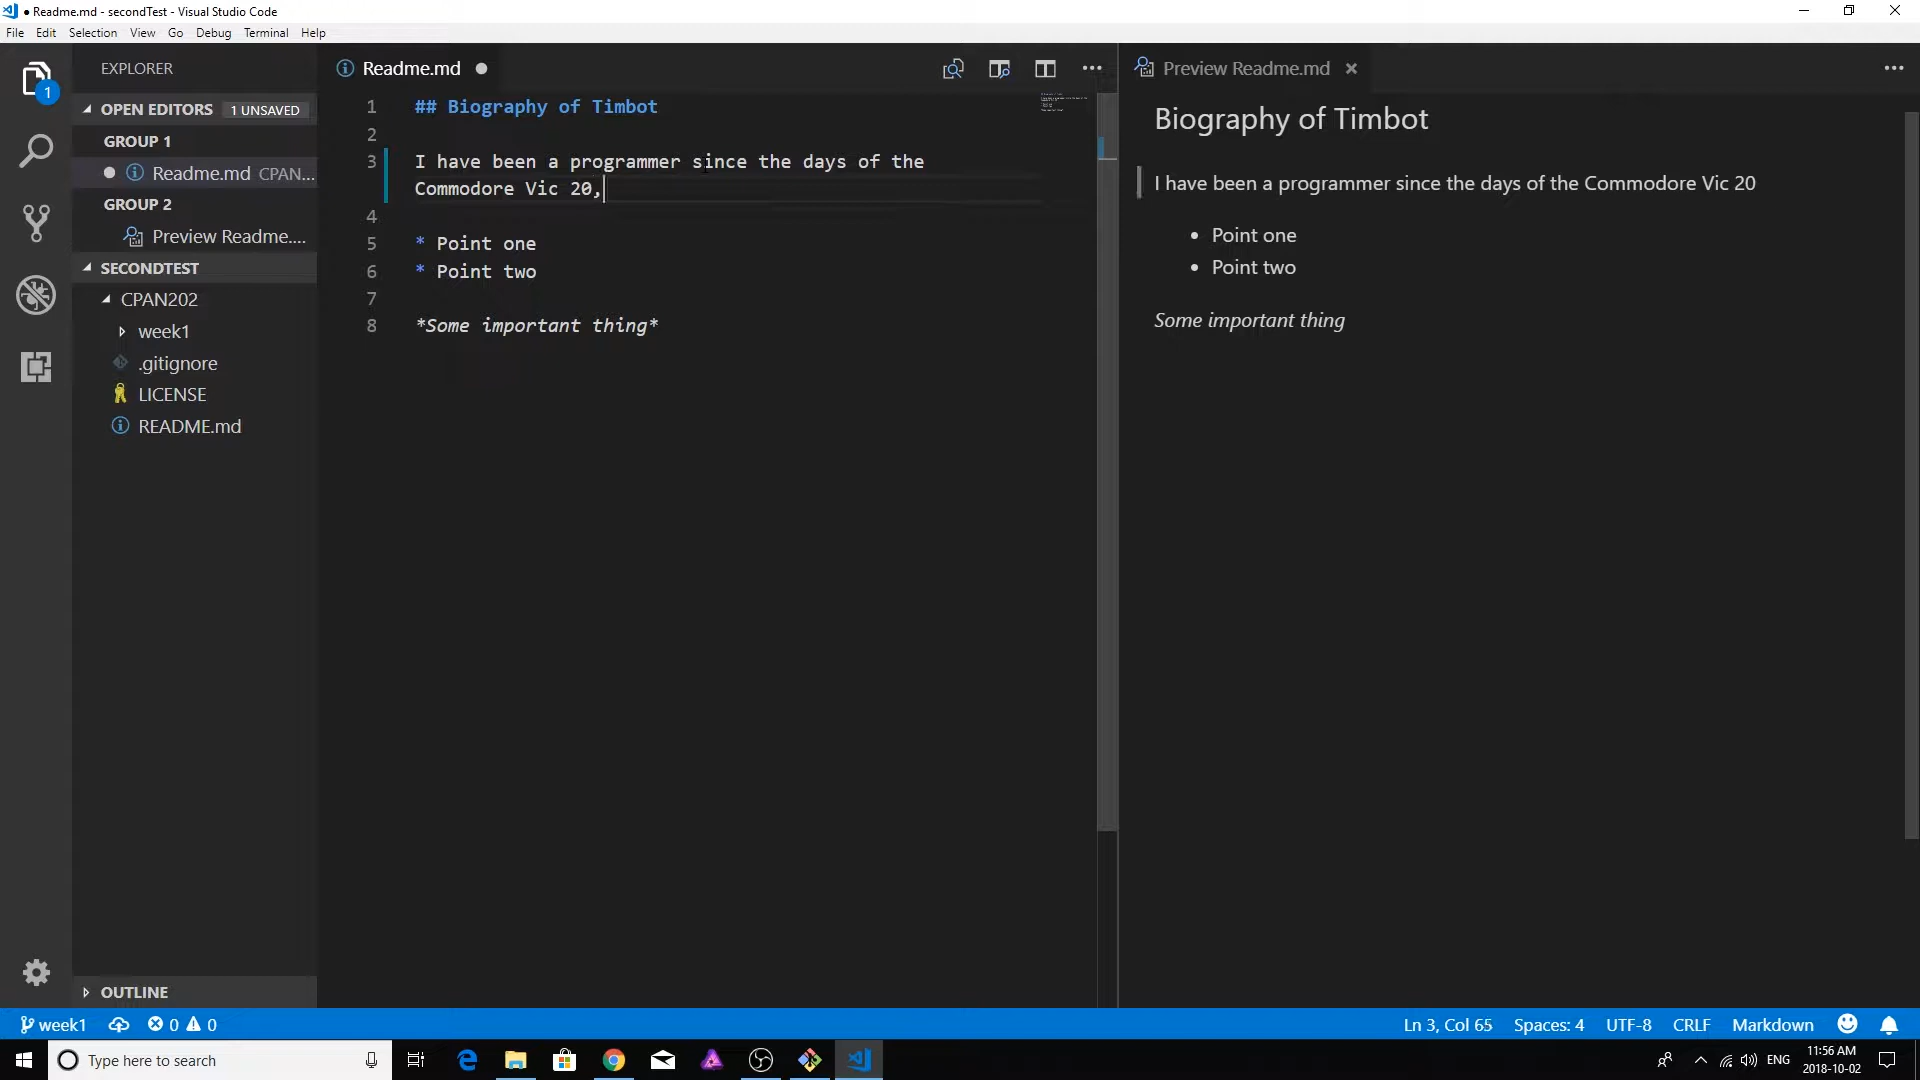 ● Readme.md - secondTest - Visual Studio Code
File Edit Selection View Go Debug Terminal Help
1
EXPLORER
OPEN EDITORS 1 UNSAVED
GROUP 1
Readme.md CPAN...
GROUP 2
Preview Readme....
SECONDTEST
CPAN202
week1
.gitignore
LICENSE
README.md
OUTLINE
Readme.md
1 ## Biography of Timbot
2
3 I have been a programmer since the days of the
Commodore Vic 20,
4
5 * Point one
6 * Point two
7
8 *Some important thing*
Preview Readme.md
Biography of Timbot
I have been a programmer since the days of the Commodore Vic 20
• Point one
• Point two
Some important thing
week1 0 0 Ln 3, Col 65 Spaces: 4 UTF-8 CRLF Markdown
Type here to search
ENG
11:56 AM
2018-10-02